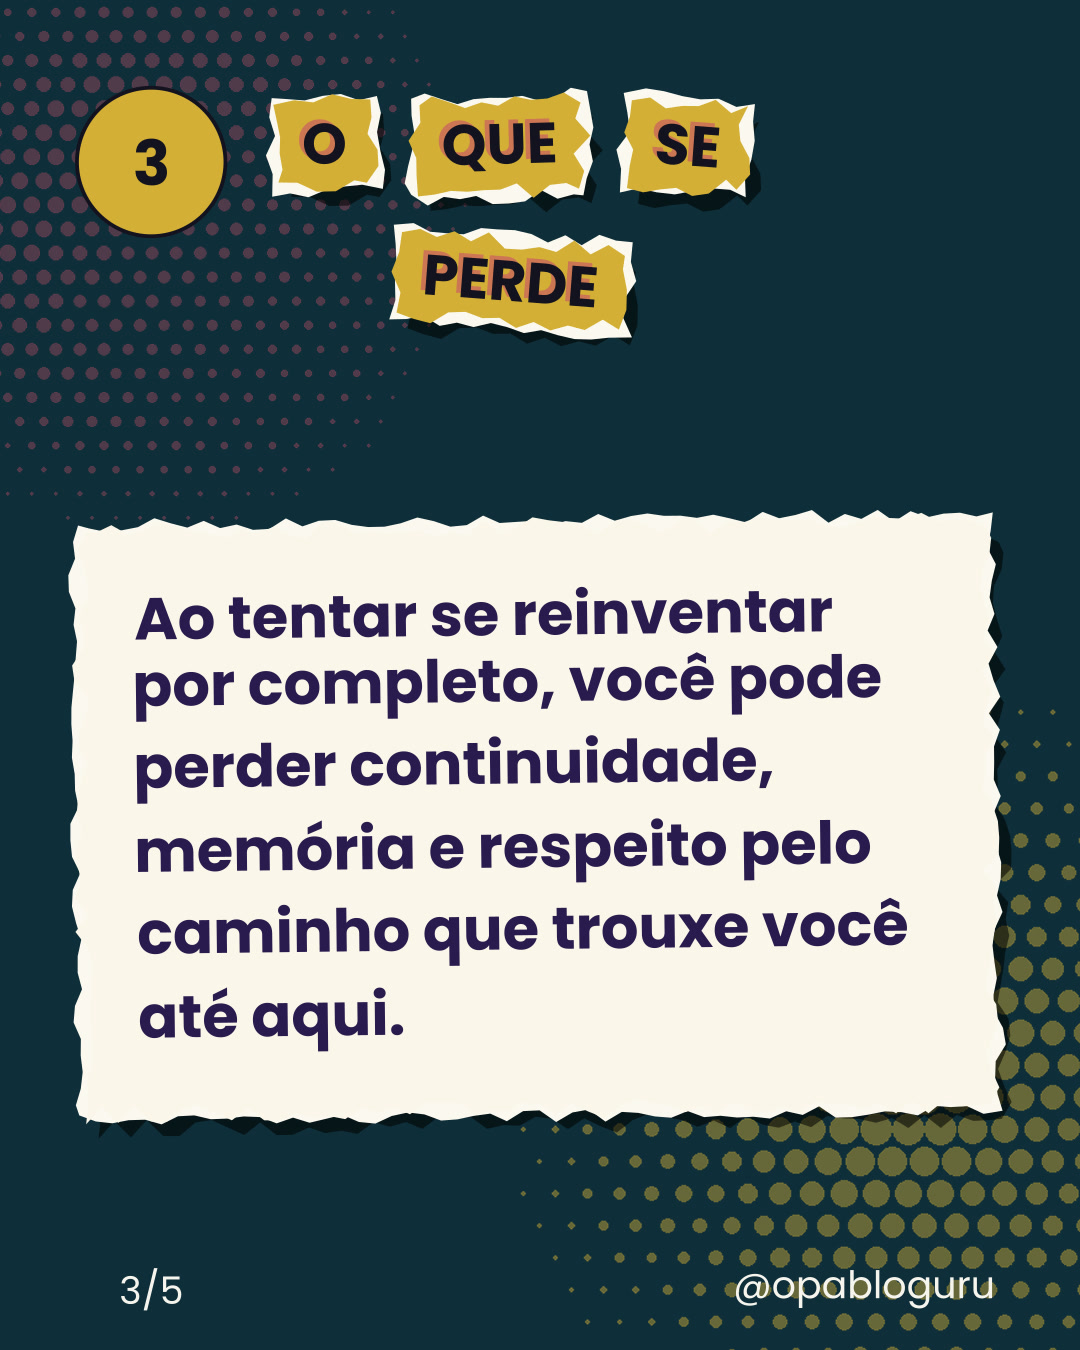 3
O QUE SE
PERDE
Ao tentar se reinventar
por completo, você pode
perder continuidade,
memória e respeito pelo
caminho que trouxe você
até aqui.
3/5
@opabloguru